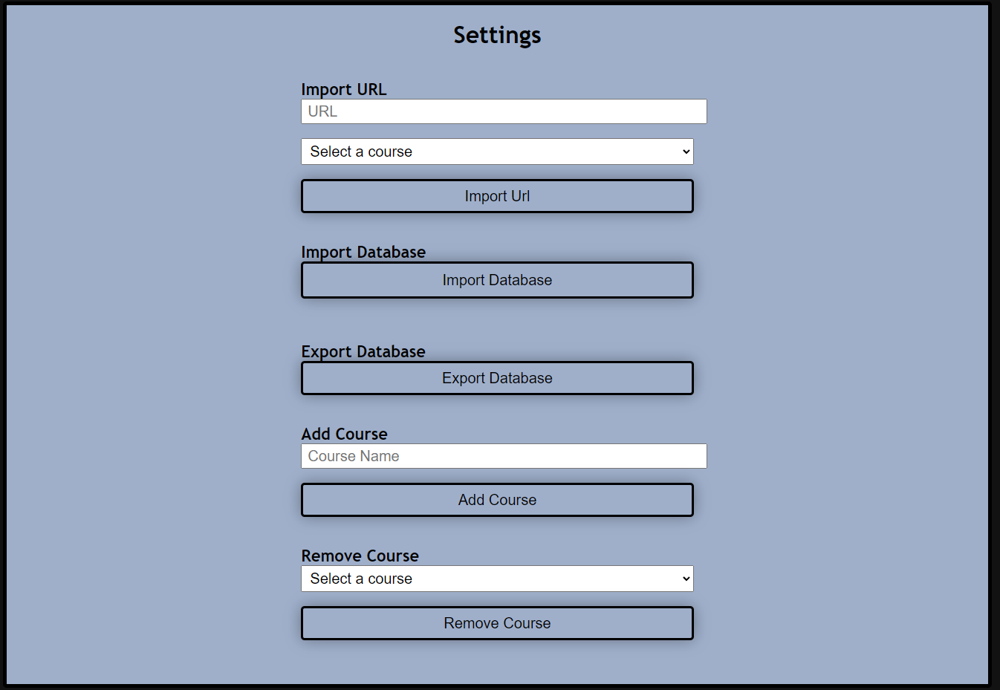 Settings
Import URL
URL
Select a course
Import Url
Import Database
Import Database
Export Database
Export Database
Add Course
Course Name
Add Course
Remove Course
Select a course
Remove Course